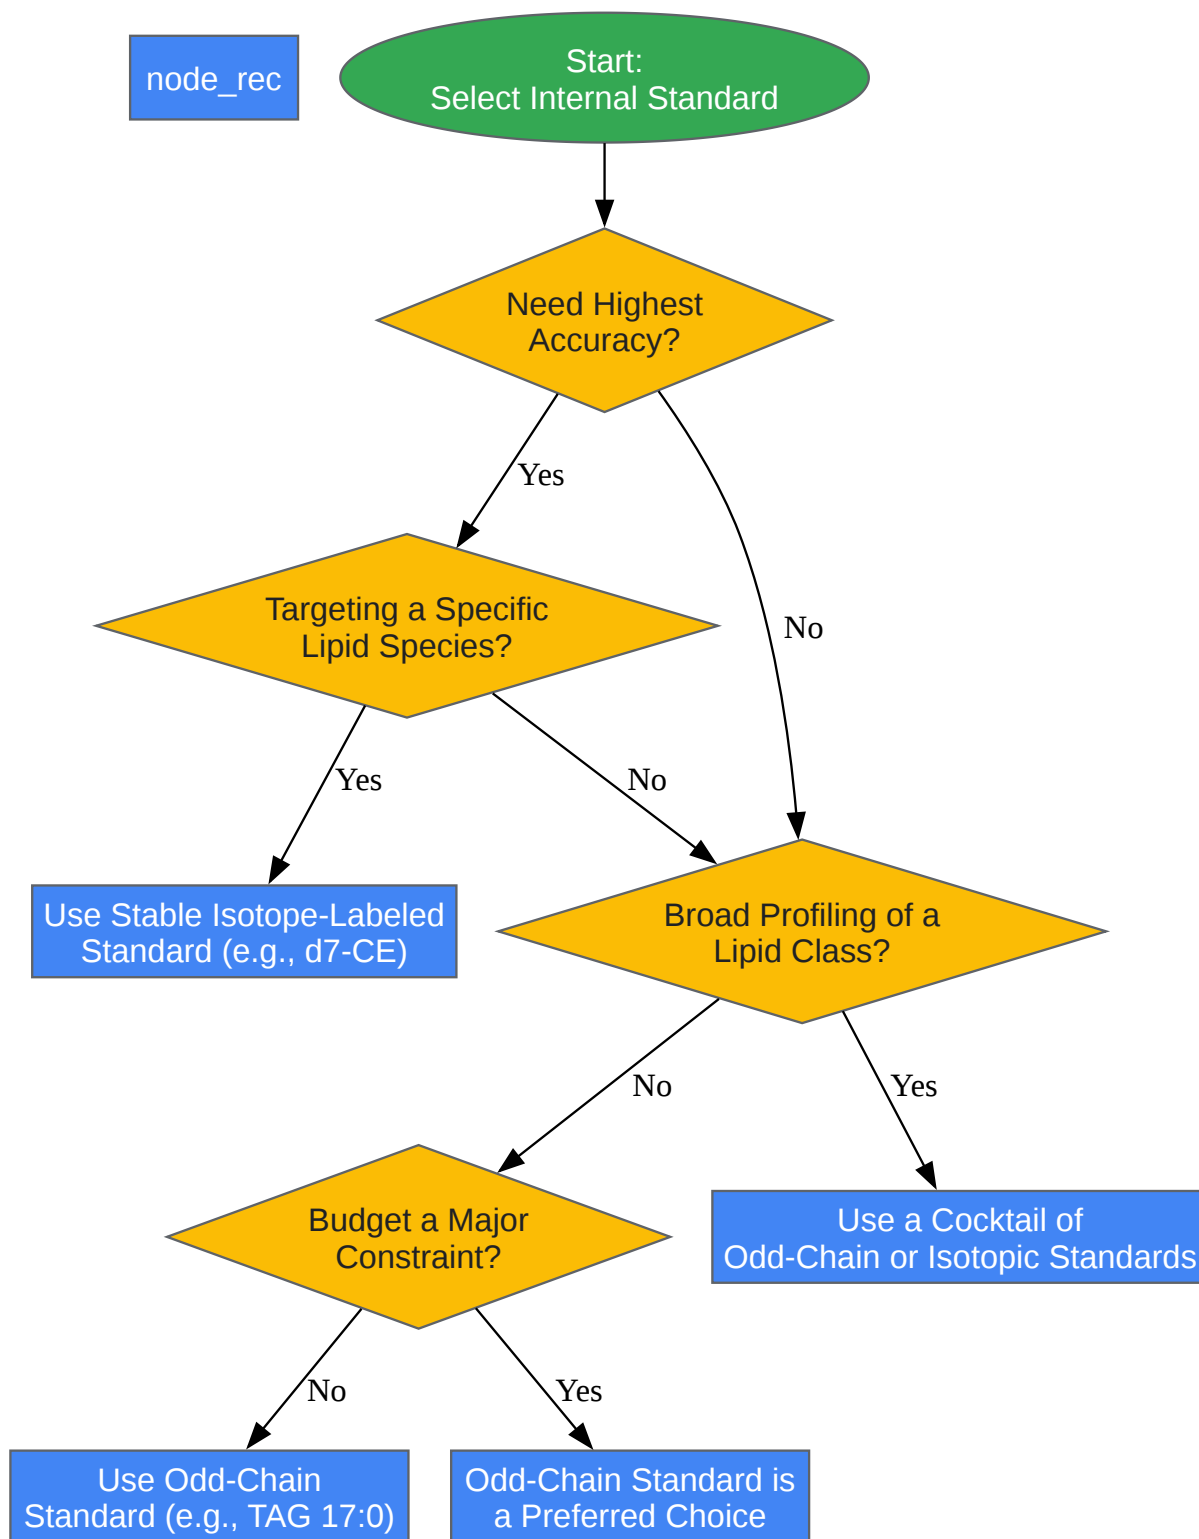 node_rec
Start:
Select Internal Standard
Need Highest
Accuracy?
Yes
No
Targeting a Specific
Lipid Species?
Yes
No
Use Stable Isotope-Labeled
Standard (e.g., d7-CE)
Broad Profiling of a
Lipid Class?
No
Yes
Budget a Major
Constraint?
Use a Cocktail of
Odd-Chain or Isotopic Standards
No
Yes
Use Odd-Chain
Standard (e.g., TAG 17:0)
Odd-Chain Standard is
a Preferred Choice